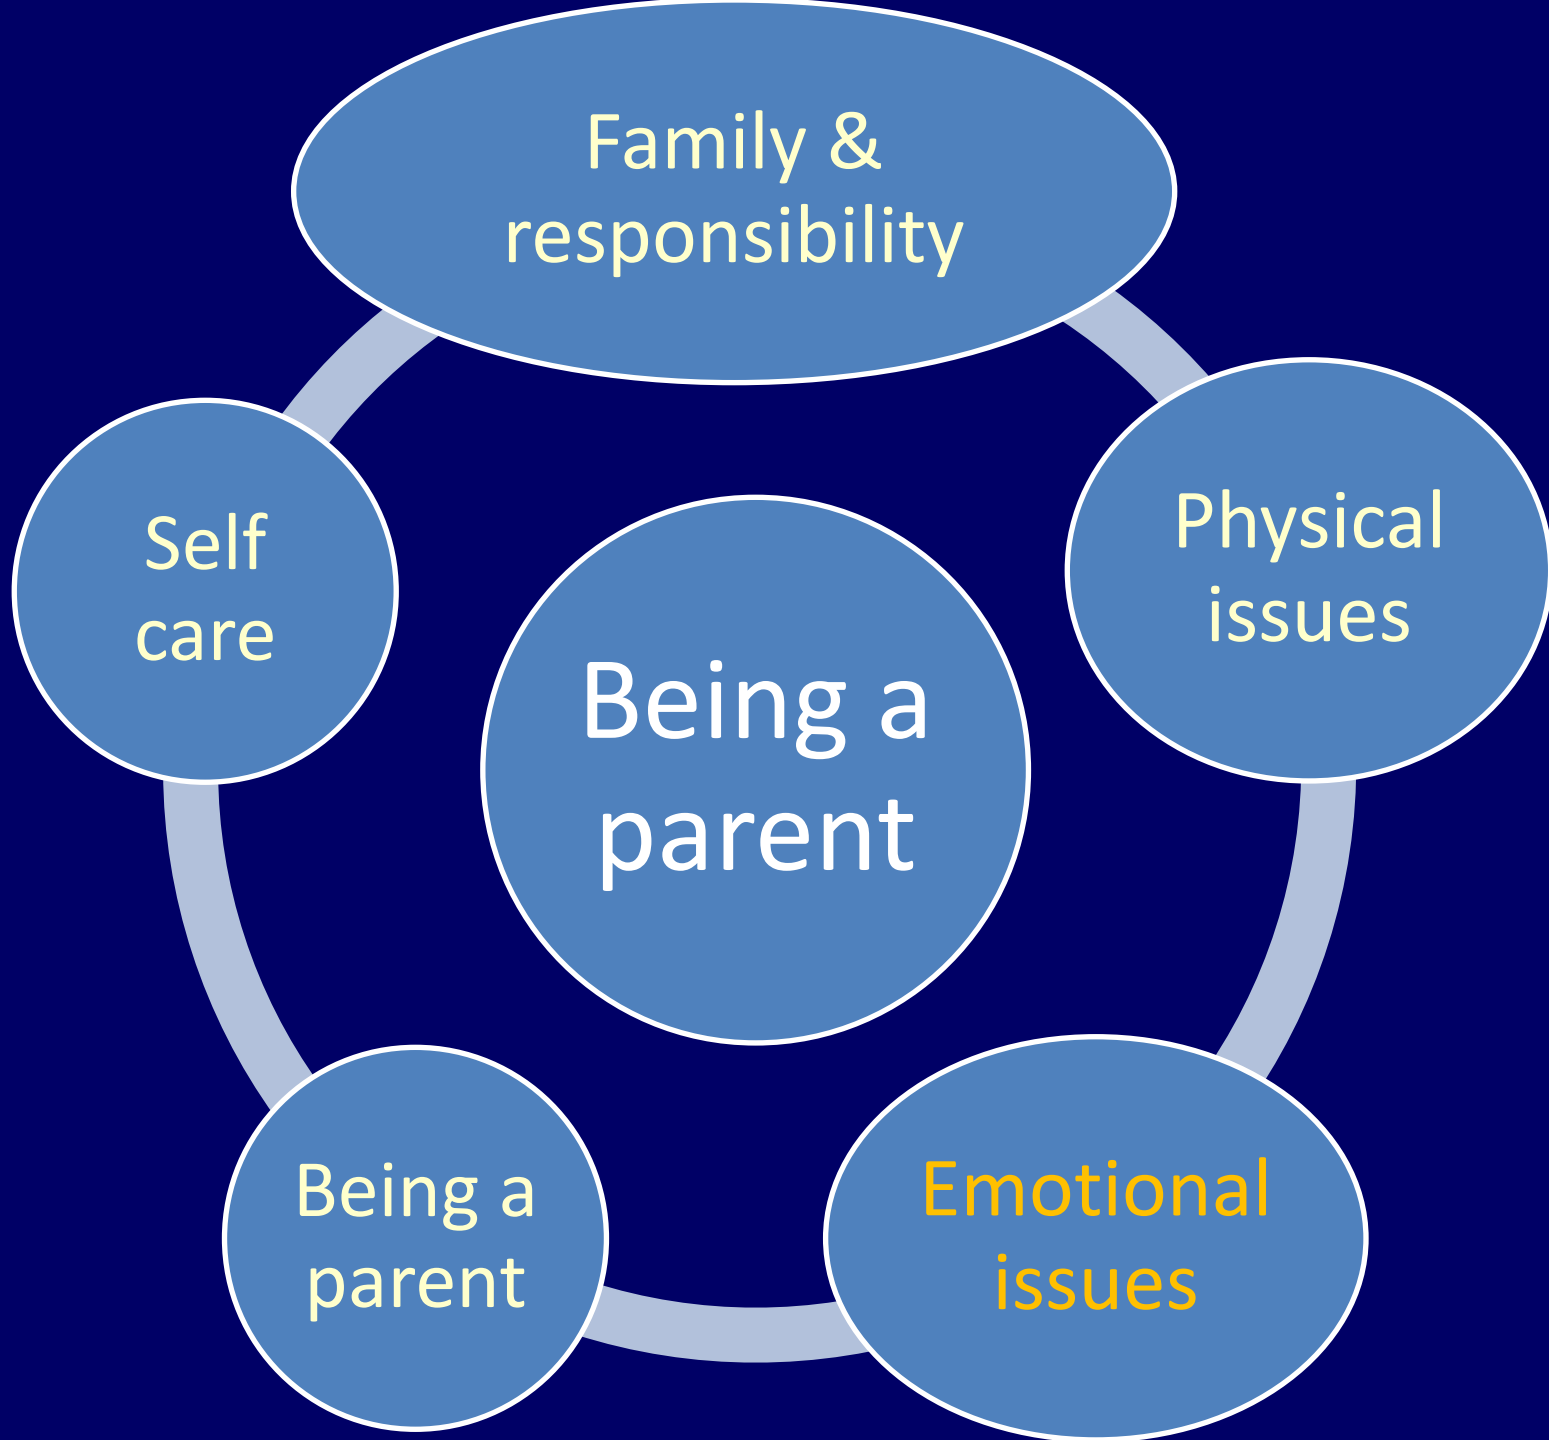 Family &
responsibility
Physical
issues
Self
care
Being a
parent
Emotional
issues
Being a
parent